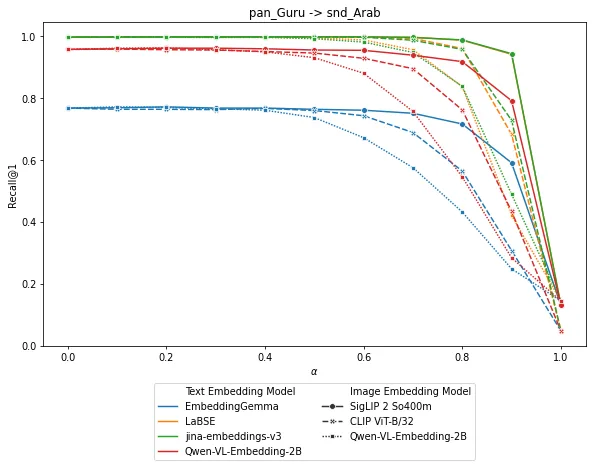 pan_Guru -> snd_Arab
Recall@1
1.0
0.8
0.6
0.4
0.2
0.0
0.0 0.2 0.4 0.6 0.8 1.0
α
Text Embedding Model
EmbeddingGemma
LaBSE
jina-embeddings-v3
Qwen-VL-Embedding-2B
Image Embedding Model
SigLIP 2 So400m
CLIP ViT-B/32
Qwen-VL-Embedding-2B